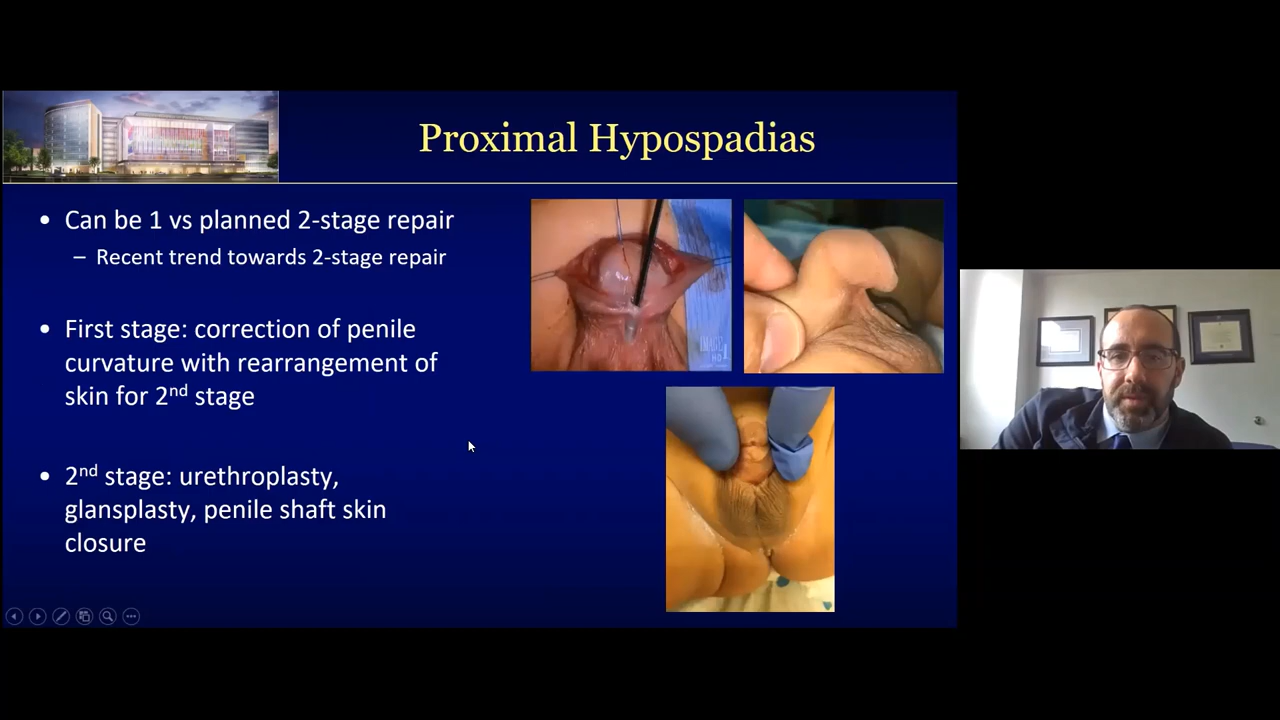 Proximal Hypospadias
• Can be 1 vs planned 2-stage repair
– Recent trend towards 2-stage repair
• First stage: correction of penile
curvature with rearrangement of
skin for 2nd stage
• 2nd stage: urethroplasty,
glansplasty, penile shaft skin
closure